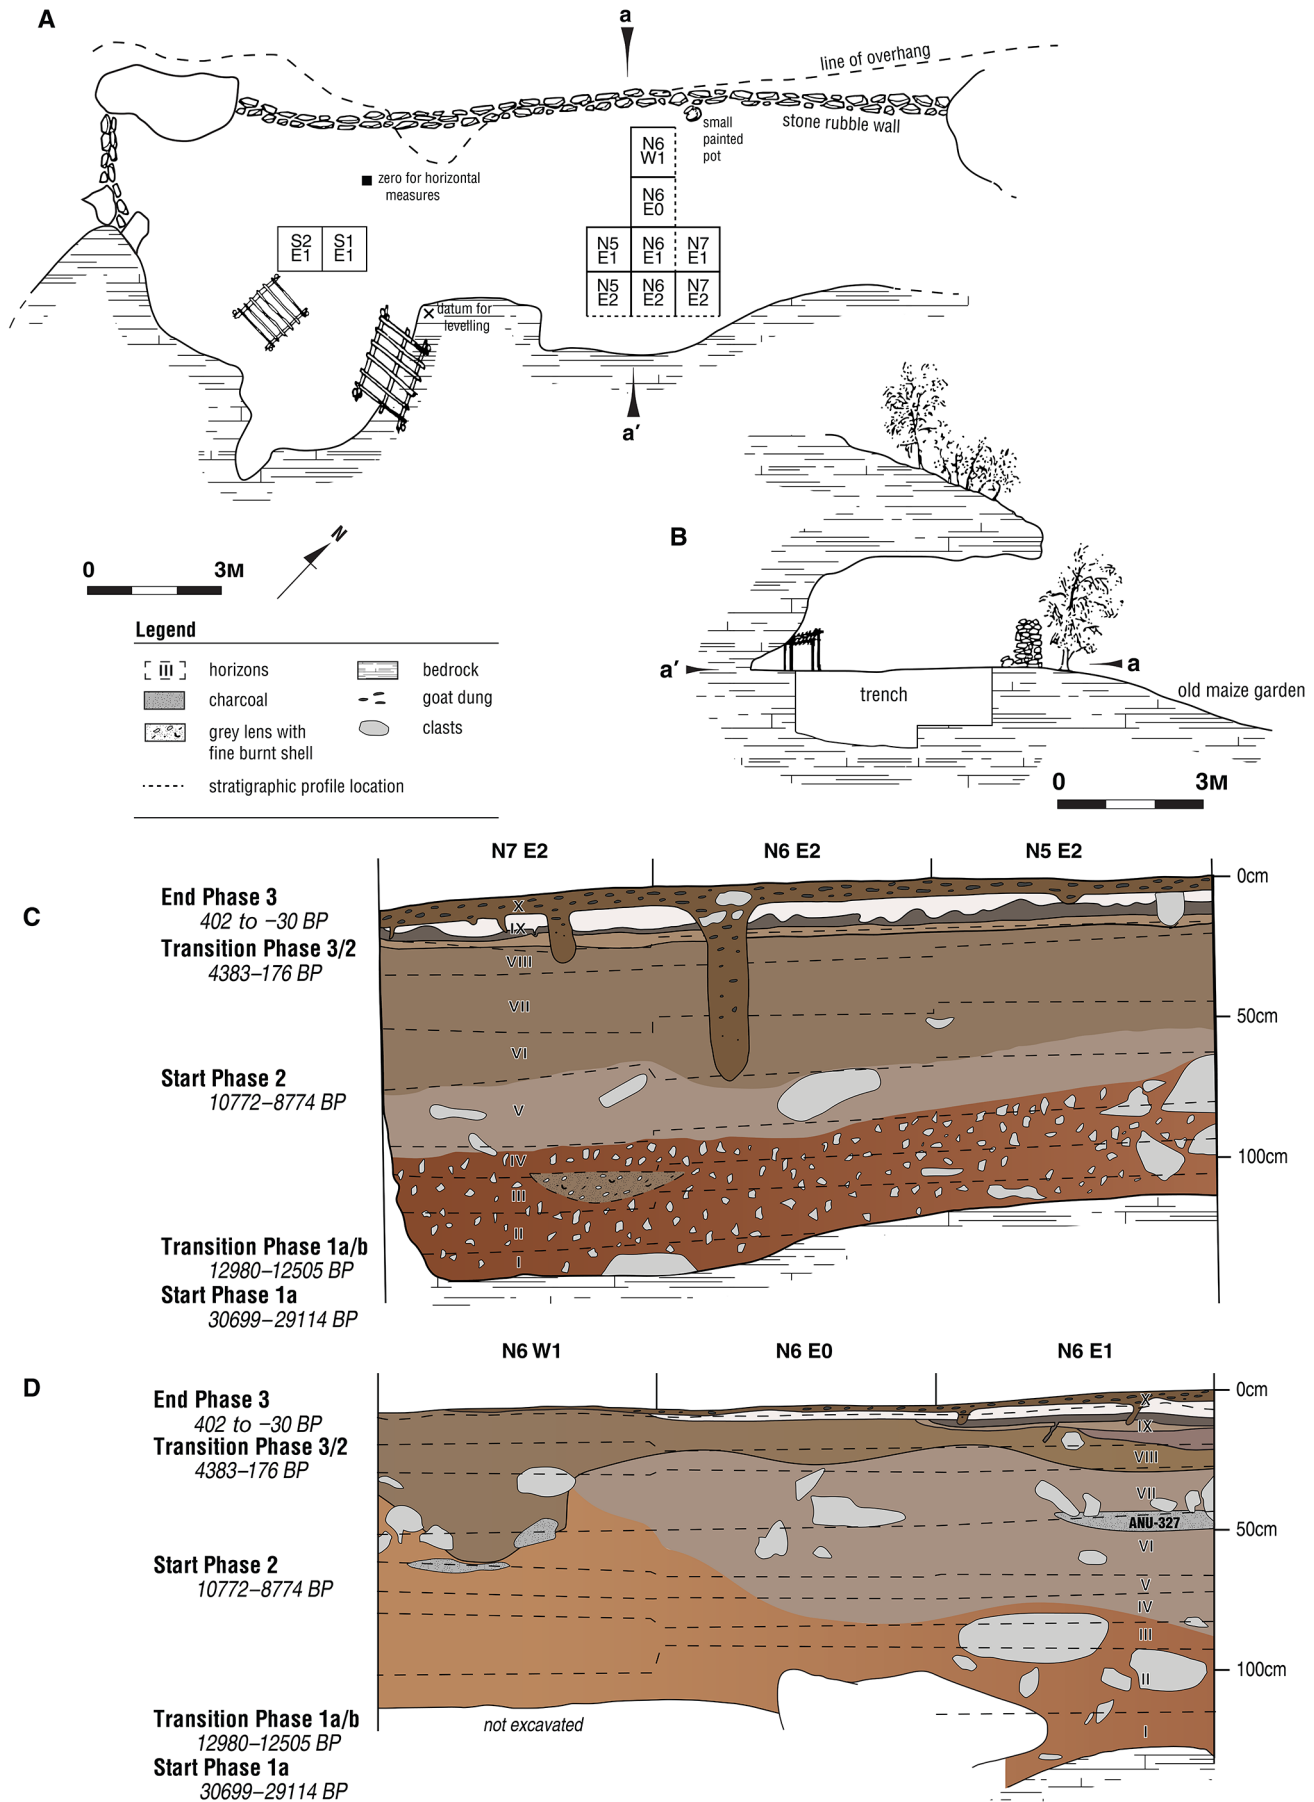 A
a
line of overhang
stone rubble wall
small
painted
pot
zero for horizontal
measures
N6
W1
N6
E0
S2
E1
S1
E1
N5
E1
N6
E1
N7
E1
N5
E2
N6
E2
N7
E2
datum for
levelling
a′
N
0 3M
B
a′
a
trench
old maize garden
0 3M
Legend
III horizons
bedrock
charcoal
goat dung
grey lens with
fine burnt shell
clasts
stratigraphic profile location
C
N7 E2 N6 E2 N5 E2
0cm
50cm
100cm
End Phase 3
402 to −30 BP
Transition Phase 3/2
4383–176 BP
Start Phase 2
10772–8774 BP
Transition Phase 1a/b
12980–12505 BP
Start Phase 1a
30699–29114 BP
X
IX
VIII
VII
VI
V
IV
III
II
I
D
N6 W1 N6 E0 N6 E1
0cm
50cm
100cm
End Phase 3
402 to −30 BP
Transition Phase 3/2
4383–176 BP
Start Phase 2
10772–8774 BP
Transition Phase 1a/b
12980–12505 BP
Start Phase 1a
30699–29114 BP
X
IX
VIII
VII
ANU-327
VI
V
IV
III
II
I
not excavated